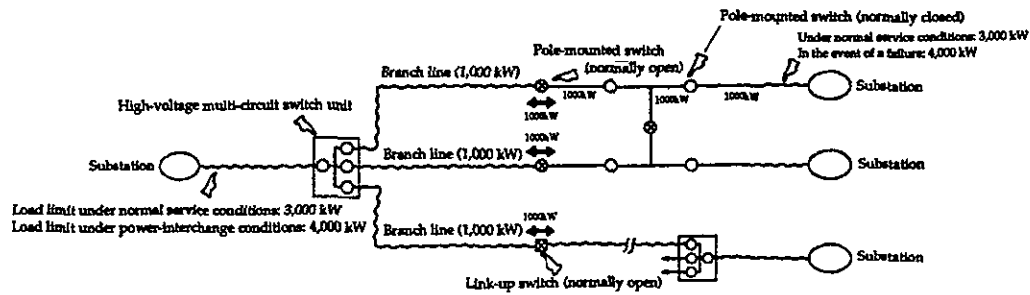 Pole-mounted switch (normally closed)
Under normal service conditions: 3,000 kW
In the event of a failure: 4,000 kW
Pole-mounted switch
(normally open)
Branch line (1,000 kW)
1000kW
1000kW
1000kW
Substation
High-voltage multi-circuit switch unit
1000kW
1000kW
Substation
Branch line (1,000 kW)
Substation
Load limit under normal service conditions: 3,000 kW
Load limit under power-interchange conditions: 4,000 kW
1000kW
Branch line (1,000 kW)
Substation
Link-up switch (normally open)